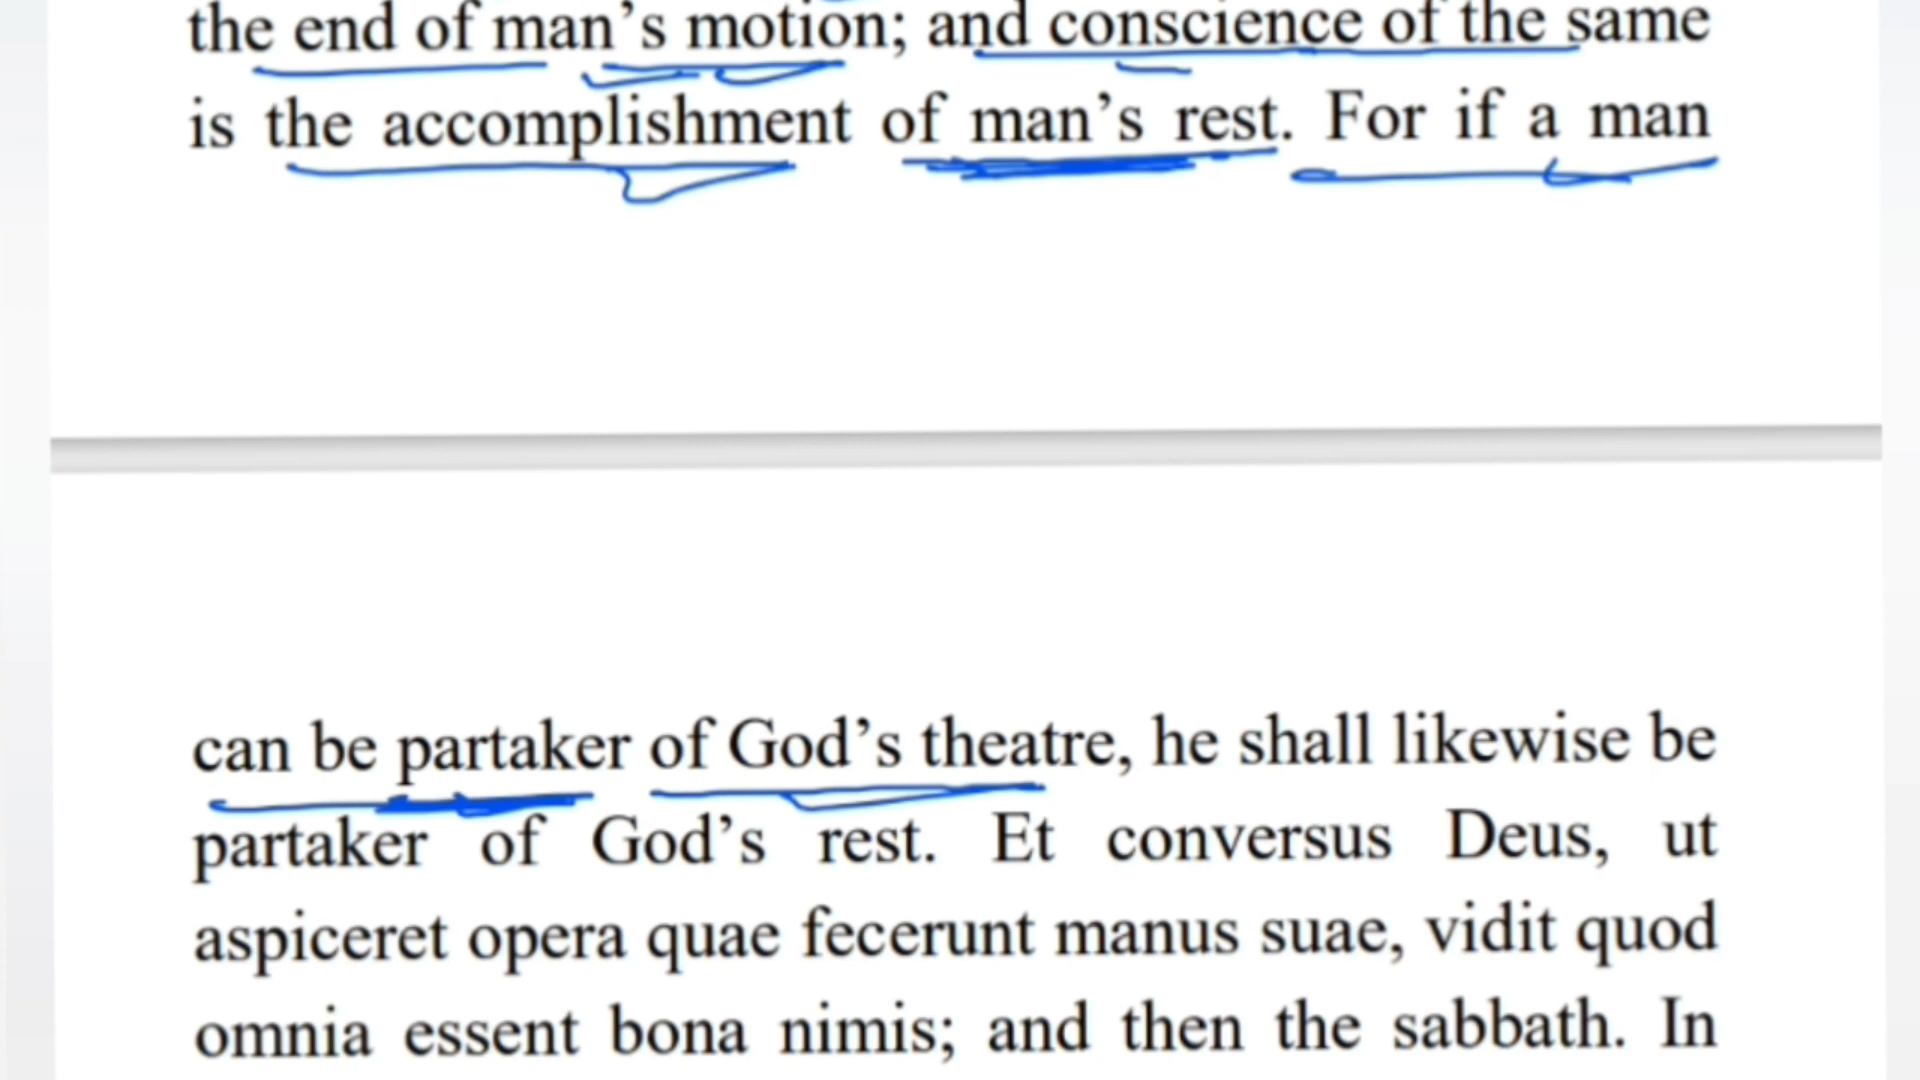 the end of man’s motion; and conscience of the same
is the accomplishment of man’s rest. For if a man
can be partaker of God’s theatre, he shall likewise be
partaker of God’s rest. Et conversus Deus, ut
aspiceret opera quae fecerunt manus suae, vidit quod
omnia essent bona nimis; and then the sabbath. In